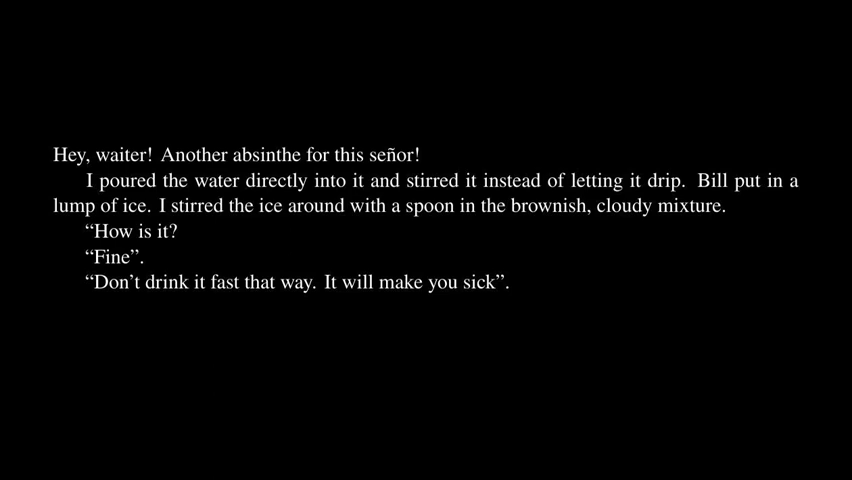 Hey, waiter! Another absinthe for this señor!
I poured the water directly into it and stirred it instead of letting it drip. Bill put in a
lump of ice. I stirred the ice around with a spoon in the brownish, cloudy mixture.
“How is it?
“Fine”.
“Don’t drink it fast that way. It will make you sick”.